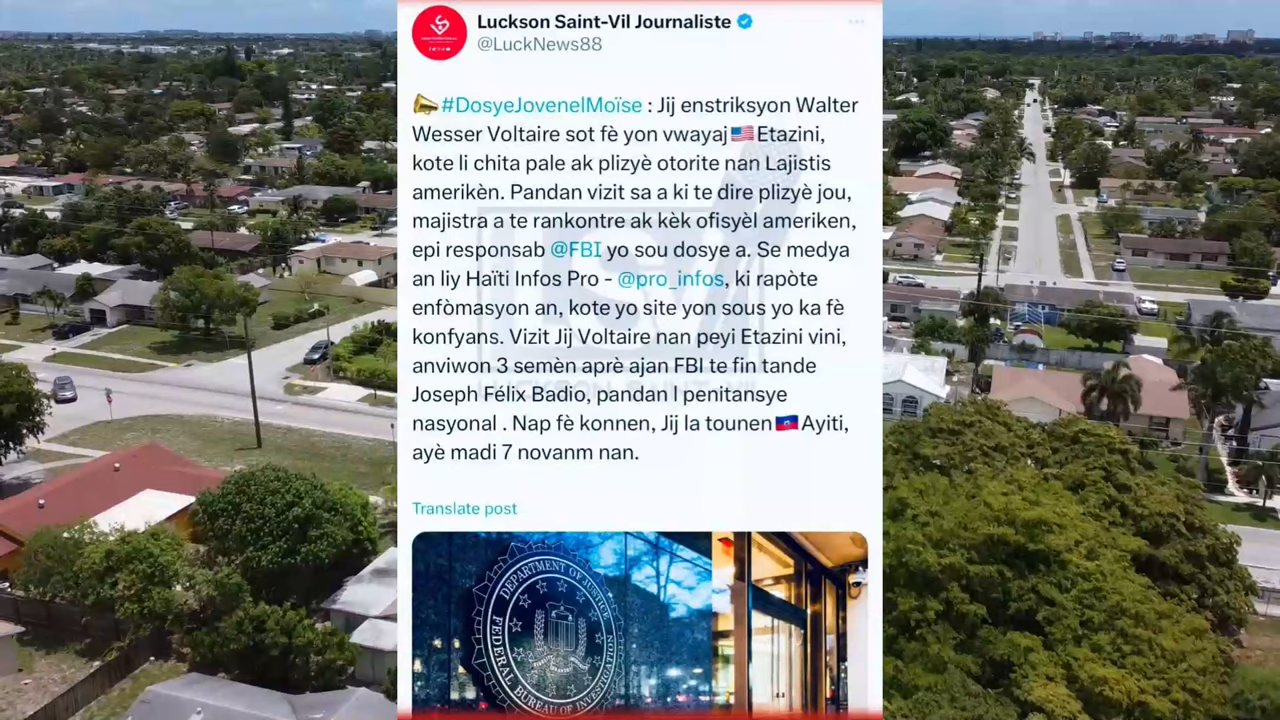 Luckson Saint-Vil Journaliste
@LuckNews88
#DosyeJovenelMoïse : Jij enstriksyon Walter
Wesser Voltaire sot fè yon vwayaj🇺🇸Etazini,
kote li chita pale ak plizyè otorite nan Lajistis
amerikèn. Pandan vizit sa a ki te dire plizyè jou,
majistra a te rankontre ak kèk ofisyèl ameriken,
epi responsab @FBI yo sou dosye a. Se medya
an liy Haïti Infos Pro - @pro_infos, ki rapòte
enfòmasyon an, kote yo site yon sous yo ka fè
konfyans. Vizit Jij Voltaire nan peyi Etazini vini,
anviwon 3 semèn aprè ajan FBI te fin tande
Joseph Félix Badio, pandan l penitansye
nasyonal . Nap fè konnen, Jij la tounen🇭🇹Ayiti,
ayè madi 7 novanm nan.
Translate post
DEPARTMENT OF JUSTICE
FEDERAL BUREAU OF INVESTIGATION